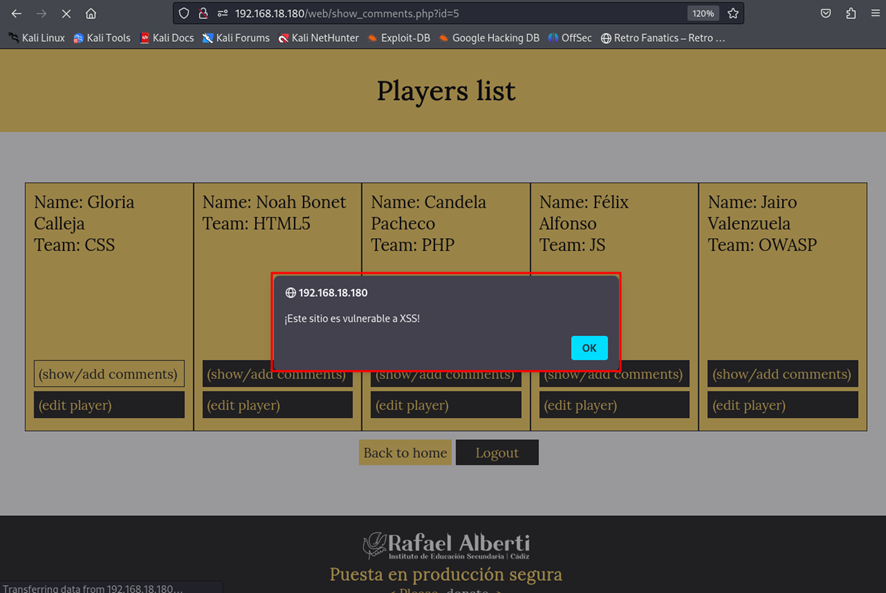 192.168.18.180/web/show_comments.php?id=5
120%
Kali Linux Kali Tools Kali Docs Kali Forums Kali NetHunter Exploit-DB Google Hacking DB OffSec Retro Fanatics – Retro …
Players list
Name: Gloria Calleja
Team: CSS
(show/add comments)
(edit player)
Name: Noah Bonet
Team: HTML5
(show/add comments)
(edit player)
Name: Candela Pacheco
Team: PHP
(show/add comments)
(edit player)
Name: Félix Alfonso
Team: JS
(show/add comments)
(edit player)
Name: Jairo Valenzuela
Team: OWASP
(show/add comments)
(edit player)
192.168.18.180
¡Este sitio es vulnerable a XSS!
OK
Back to home Logout
Rafael Alberti
Instituto de Educación Secundaria | Cádiz
Puesta en producción segura
< Please donate >
Transferring data from 192.168.18.180…